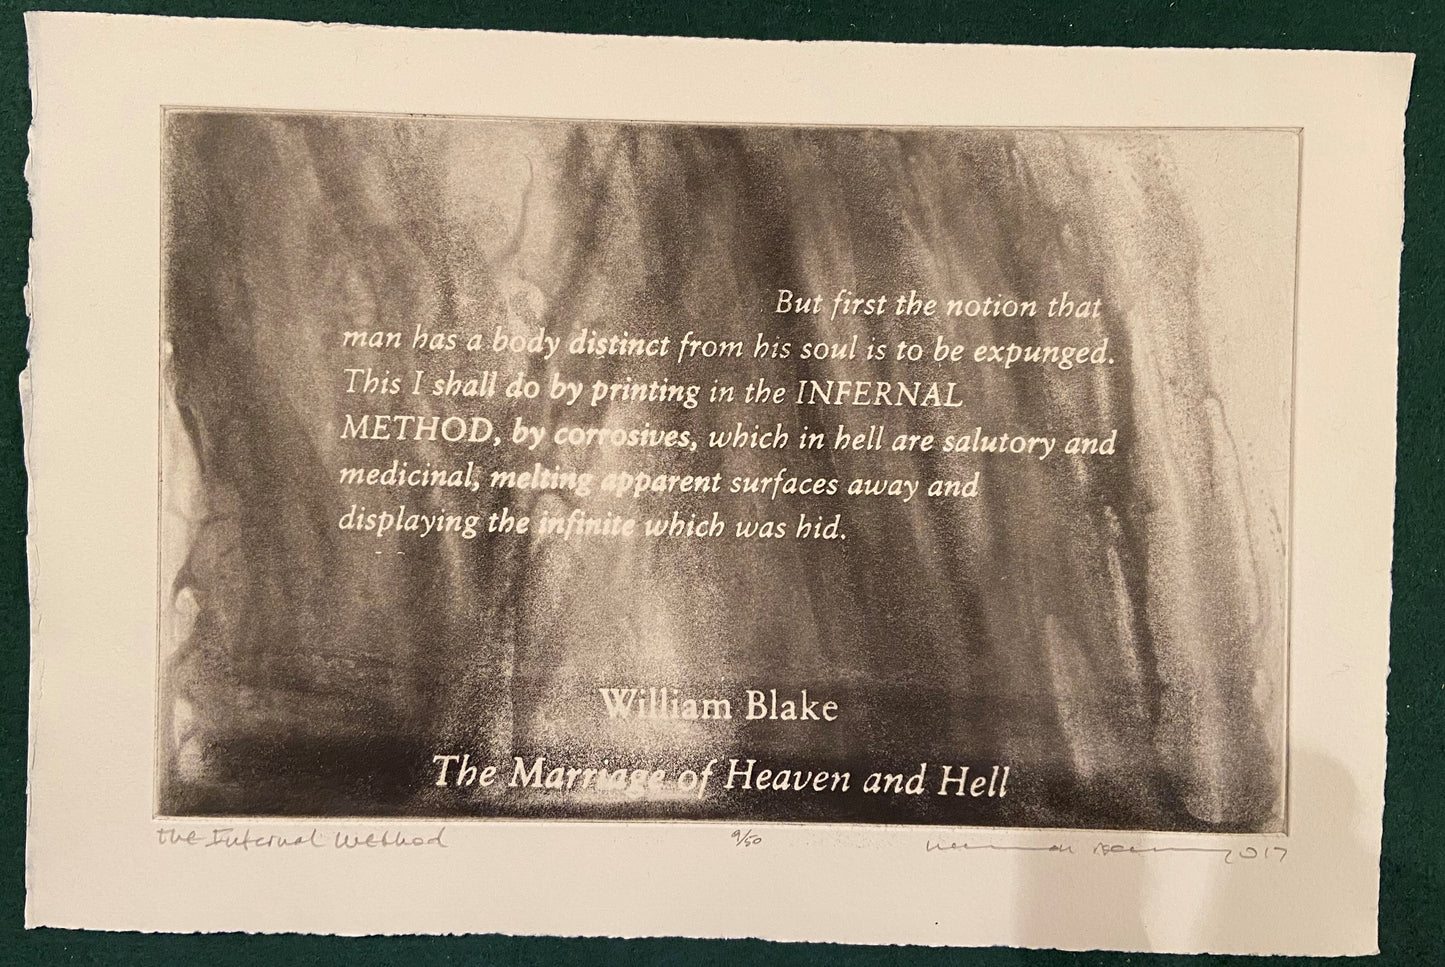 But first the notion that
man has a body distinct from his soul is to be expunged.
This I shall do by printing in the INFERNAL
METHOD, by corrosives, which in hell are salutory and
medicinal, melting apparent surfaces away and
displaying the infinite which was hid.
William Blake
The Marriage of Heaven and Hell
the Infernal Method 9/50 2017